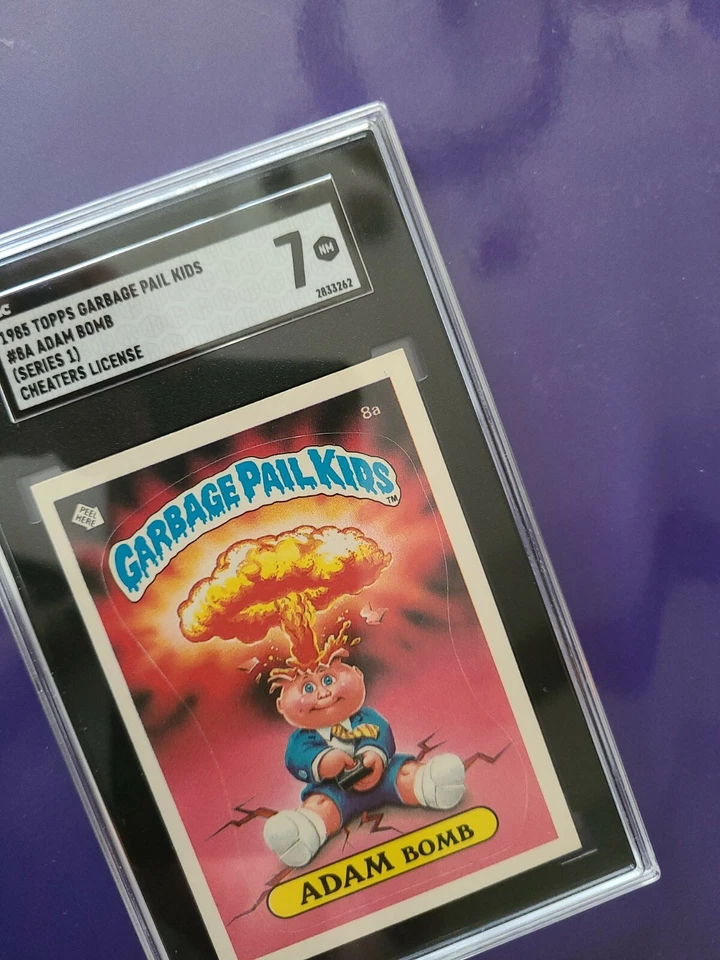 1985 TOPPS GARBAGE PAIL KIDS
#8A ADAM BOMB
(SERIES 1)
CHEATERS LICENSE
7 NM
2833262
8a
PEEL
HERE
GARBAGE PAIL KIDS™
ADAM BOMB